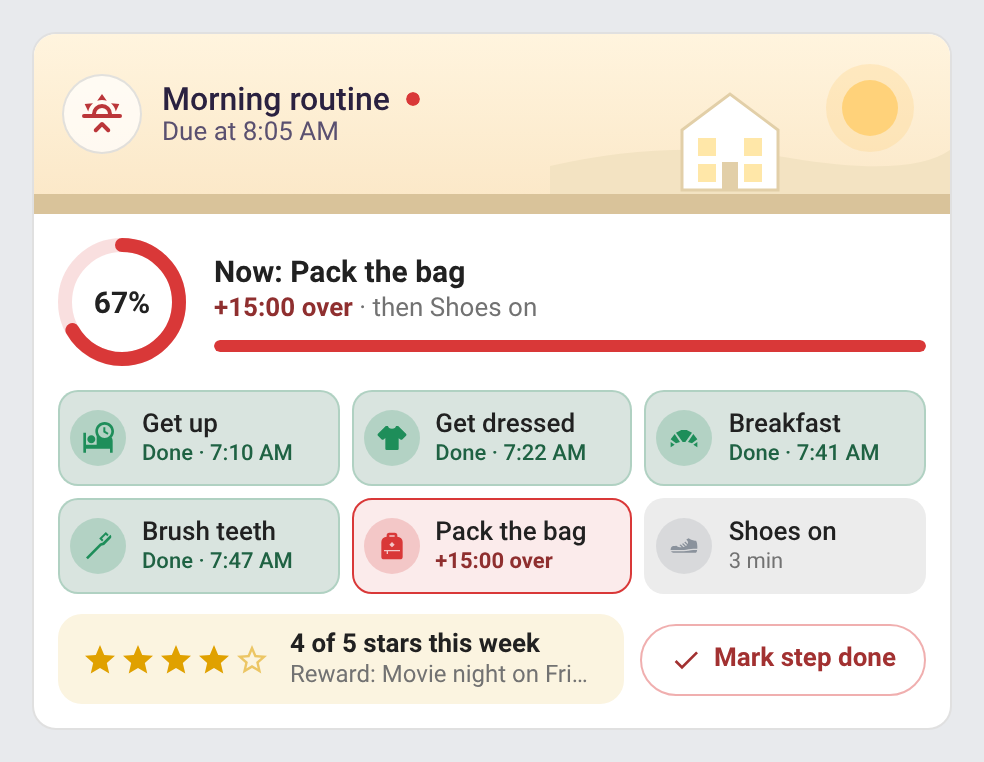 Morning routine
Due at 8:05 AM
67%
Now: Pack the bag
+15:00 over · then Shoes on
Get up
Done · 7:10 AM
Get dressed
Done · 7:22 AM
Breakfast
Done · 7:41 AM
Brush teeth
Done · 7:47 AM
Pack the bag
+15:00 over
Shoes on
3 min
4 of 5 stars this week
Reward: Movie night on Fri...
Mark step done